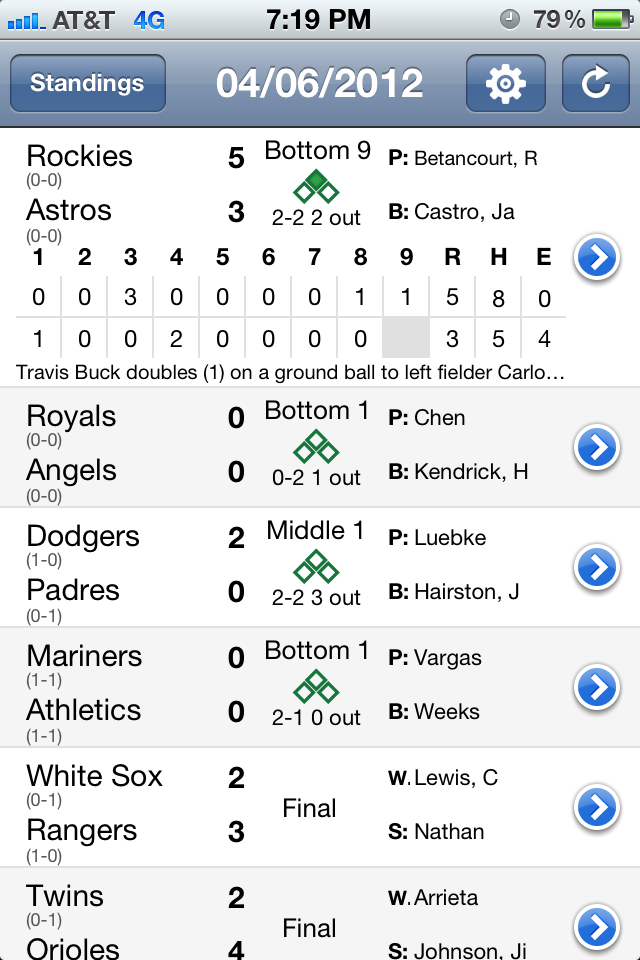 AT&T 4G 7:19 PM 79%
Standings 04/06/2012
Rockies 5 Bottom 9 P: Betancourt, R
(0-0)
Astros 3 2-2 2 out B: Castro, Ja
(0-0)
1 2 3 4 5 6 7 8 9 R H E
0 0 3 0 0 0 0 1 1 5 8 0
1 0 0 2 0 0 0 0 3 5 4
Travis Buck doubles (1) on a ground ball to left fielder Carlo…
Royals 0 Bottom 1 P: Chen
(0-0)
Angels 0 0-2 1 out B: Kendrick, H
(0-0)
Dodgers 2 Middle 1 P: Luebke
(1-0)
Padres 0 2-2 3 out B: Hairston, J
(0-1)
Mariners 0 Bottom 1 P: Vargas
(1-1)
Athletics 0 2-1 0 out B: Weeks
(1-1)
White Sox 2 W. Lewis, C
(0-1)
Final
Rangers 3 S: Nathan
(1-0)
Twins 2 W. Arrieta
(0-1)
Final
Orioles 4 S: Johnson, Ji